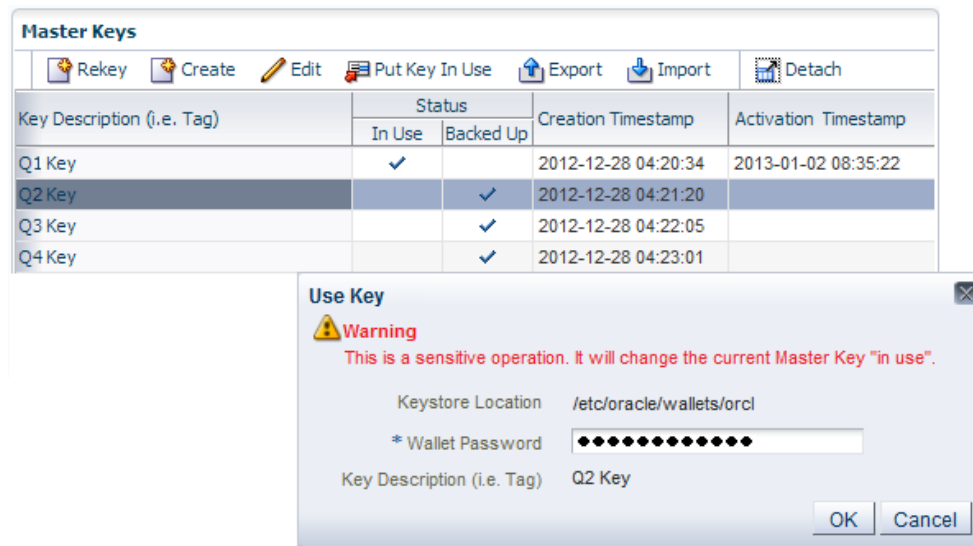 Master Keys
Rekey Create Edit Put Key In Use Export Import Detach
Key Description (i.e. Tag) Status Creation Timestamp Activation Timestamp
In Use Backed Up
Q1 Key 2012-12-28 04:20:34 2013-01-02 08:35:22
Q2 Key 2012-12-28 04:21:20
Q3 Key 2012-12-28 04:22:05
Q4 Key 2012-12-28 04:23:01
Use Key
Warning
This is a sensitive operation. It will change the current Master Key "in use".
Keystore Location /etc/oracle/wallets/orcl
* Wallet Password ●●●●●●●●●●●●
Key Description (i.e. Tag) Q2 Key
OK Cancel